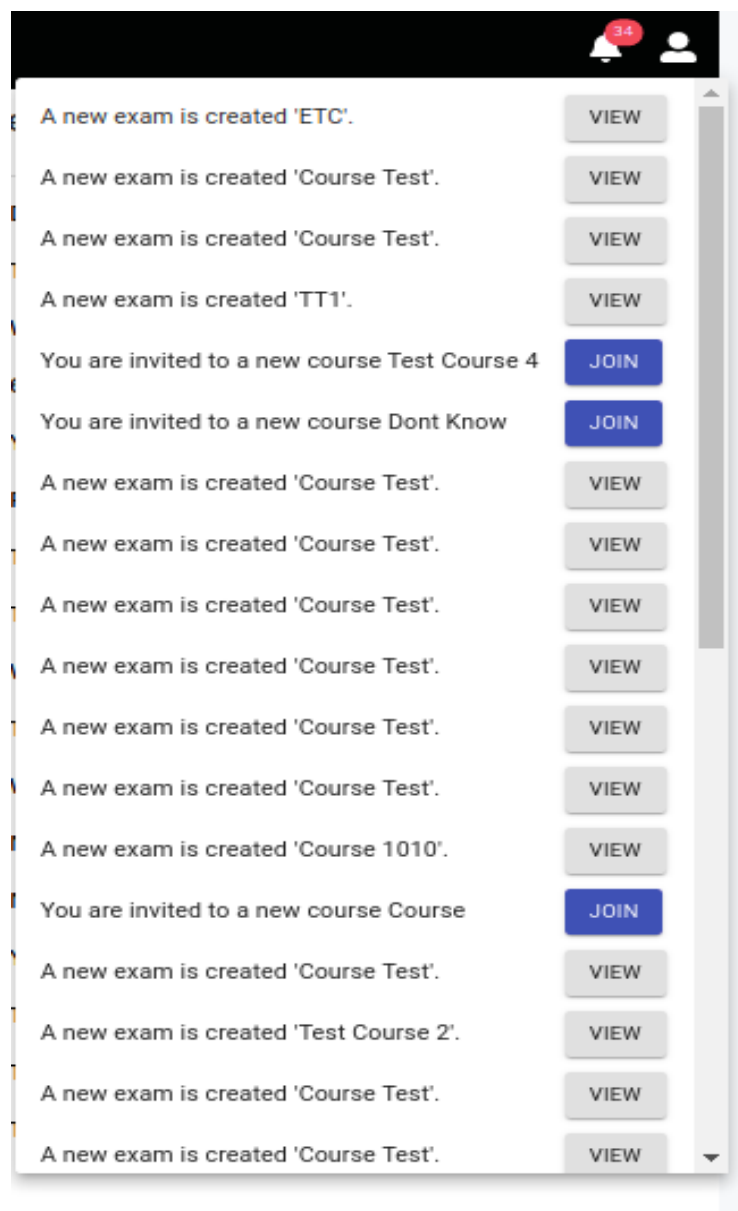 34
A new exam is created 'ETC'. VIEW
A new exam is created 'Course Test'. VIEW
A new exam is created 'Course Test'. VIEW
A new exam is created 'TT1'. VIEW
You are invited to a new course Test Course 4 JOIN
You are invited to a new course Dont Know JOIN
A new exam is created 'Course Test'. VIEW
A new exam is created 'Course Test'. VIEW
A new exam is created 'Course Test'. VIEW
A new exam is created 'Course Test'. VIEW
A new exam is created 'Course Test'. VIEW
A new exam is created 'Course Test'. VIEW
A new exam is created 'Course 1010'. VIEW
You are invited to a new course Course JOIN
A new exam is created 'Course Test'. VIEW
A new exam is created 'Test Course 2'. VIEW
A new exam is created 'Course Test'. VIEW
A new exam is created 'Course Test'. VIEW